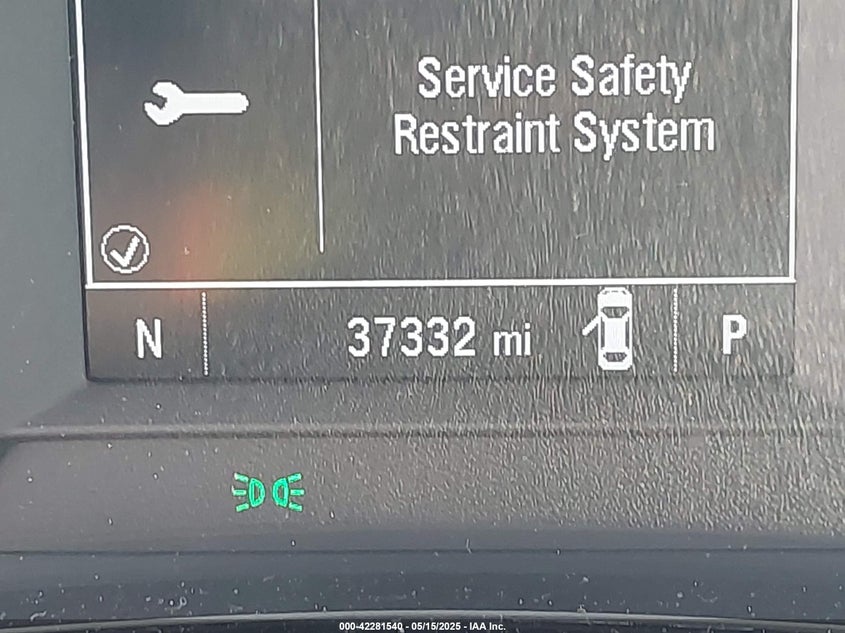 Service Safety
Restraint System
N 37332 mi P
000-42281540 - 05/15/2025 - IAA Inc.